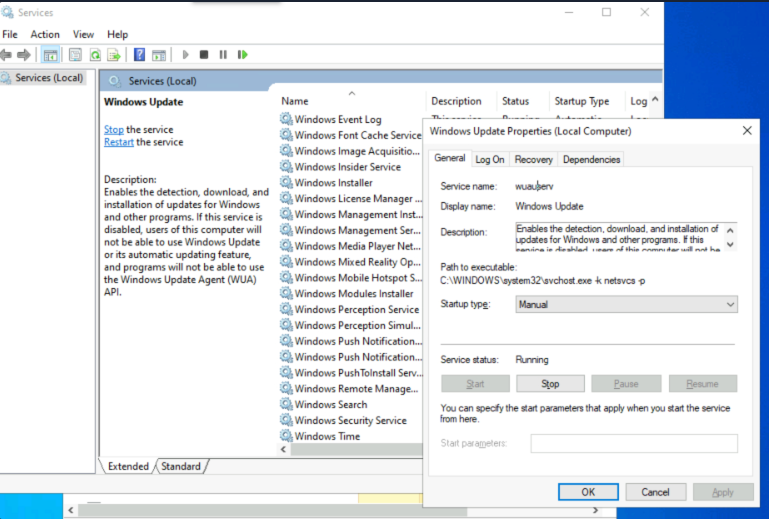 Services
File Action View Help
Services (Local)
Services (Local)
Windows Update
Stop the service
Restart the service
Description:
Enables the detection, download, and
installation of updates for Windows
and other programs. If this service is
disabled, users of this computer will
not be able to use Windows Update
or its automatic updating feature,
and programs will not be able to use
the Windows Update Agent (WUA)
API.
Name Description Status Startup Type Log
Windows Event Log
Windows Font Cache Service
Windows Image Acquisitio...
Windows Insider Service
Windows Installer
Windows License Manager ...
Windows Management Inst...
Windows Management Ser...
Windows Media Player Net...
Windows Mixed Reality Op...
Windows Mobile Hotspot S...
Windows Modules Installer
Windows Perception Service
Windows Perception Simul...
Windows Push Notification...
Windows Push Notification...
Windows PushToInstall Serv...
Windows Remote Manage...
Windows Search
Windows Security Service
Windows Time
Extended Standard
Windows Update Properties (Local Computer)
General Log On Recovery Dependencies
Service name: wuauserv
Display name: Windows Update
Description: Enables the detection, download, and installation of
updates for Windows and other programs. If this
service is disabled, users of this computer will not be
Path to executable:
C:\WINDOWS\system32\svchost.exe -k netsvcs -p
Startup type: Manual
Service status: Running
Start Stop Pause Resume
You can specify the start parameters that apply when you start the service
from here.
Start parameters:
OK Cancel Apply